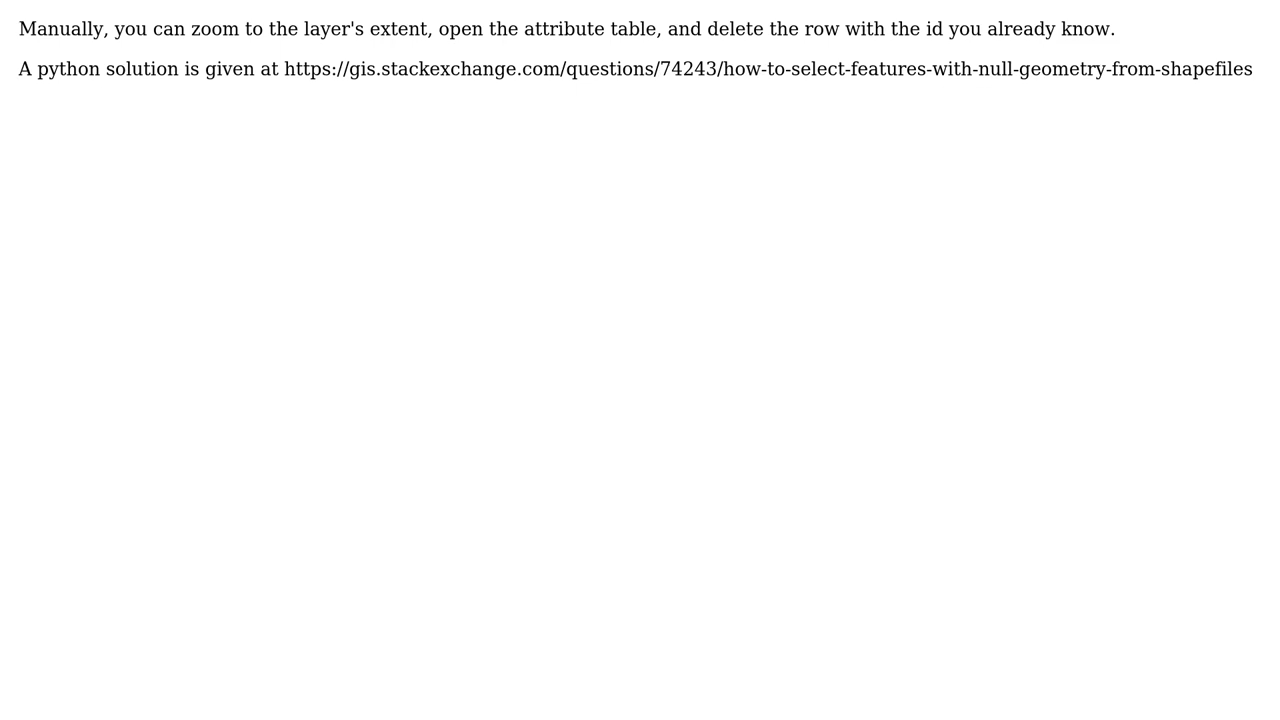 Manually, you can zoom to the layer's extent, open the attribute table, and delete the row with the id you already know.
A python solution is given at https://gis.stackexchange.com/questions/74243/how-to-select-features-with-null-geometry-from-shapefiles